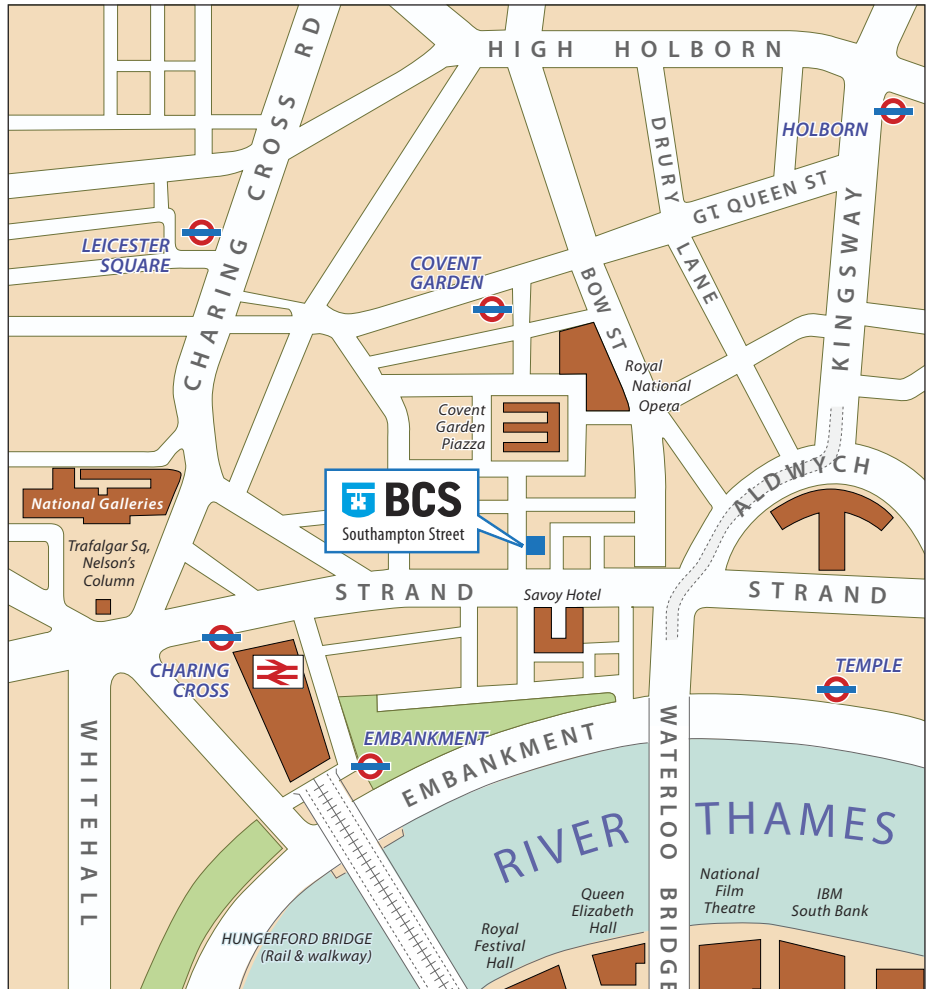 CHARING CROSS RD
HIGH HOLBORN
HOLBORN
DRURY LANE
GT QUEEN ST
KINGSWAY
LEICESTER
SQUARE
COVENT
GARDEN
BOW ST
Royal
National
Opera
Covent
Garden
Piazza
ALDWYCH
National Galleries
BCS
Southampton Street
Trafalgar Sq,
Nelson's
Column
STRAND
Savoy Hotel
STRAND
CHARING
CROSS
TEMPLE
EMBANKMENT
EMBANKMENT
WHITEHALL
WATERLOO BRIDGE
RIVER THAMES
National
Film
Theatre
Queen
Elizabeth
Hall
IBM
South Bank
Royal
Festival
Hall
HUNGERFORD BRIDGE
(Rail & walkway)